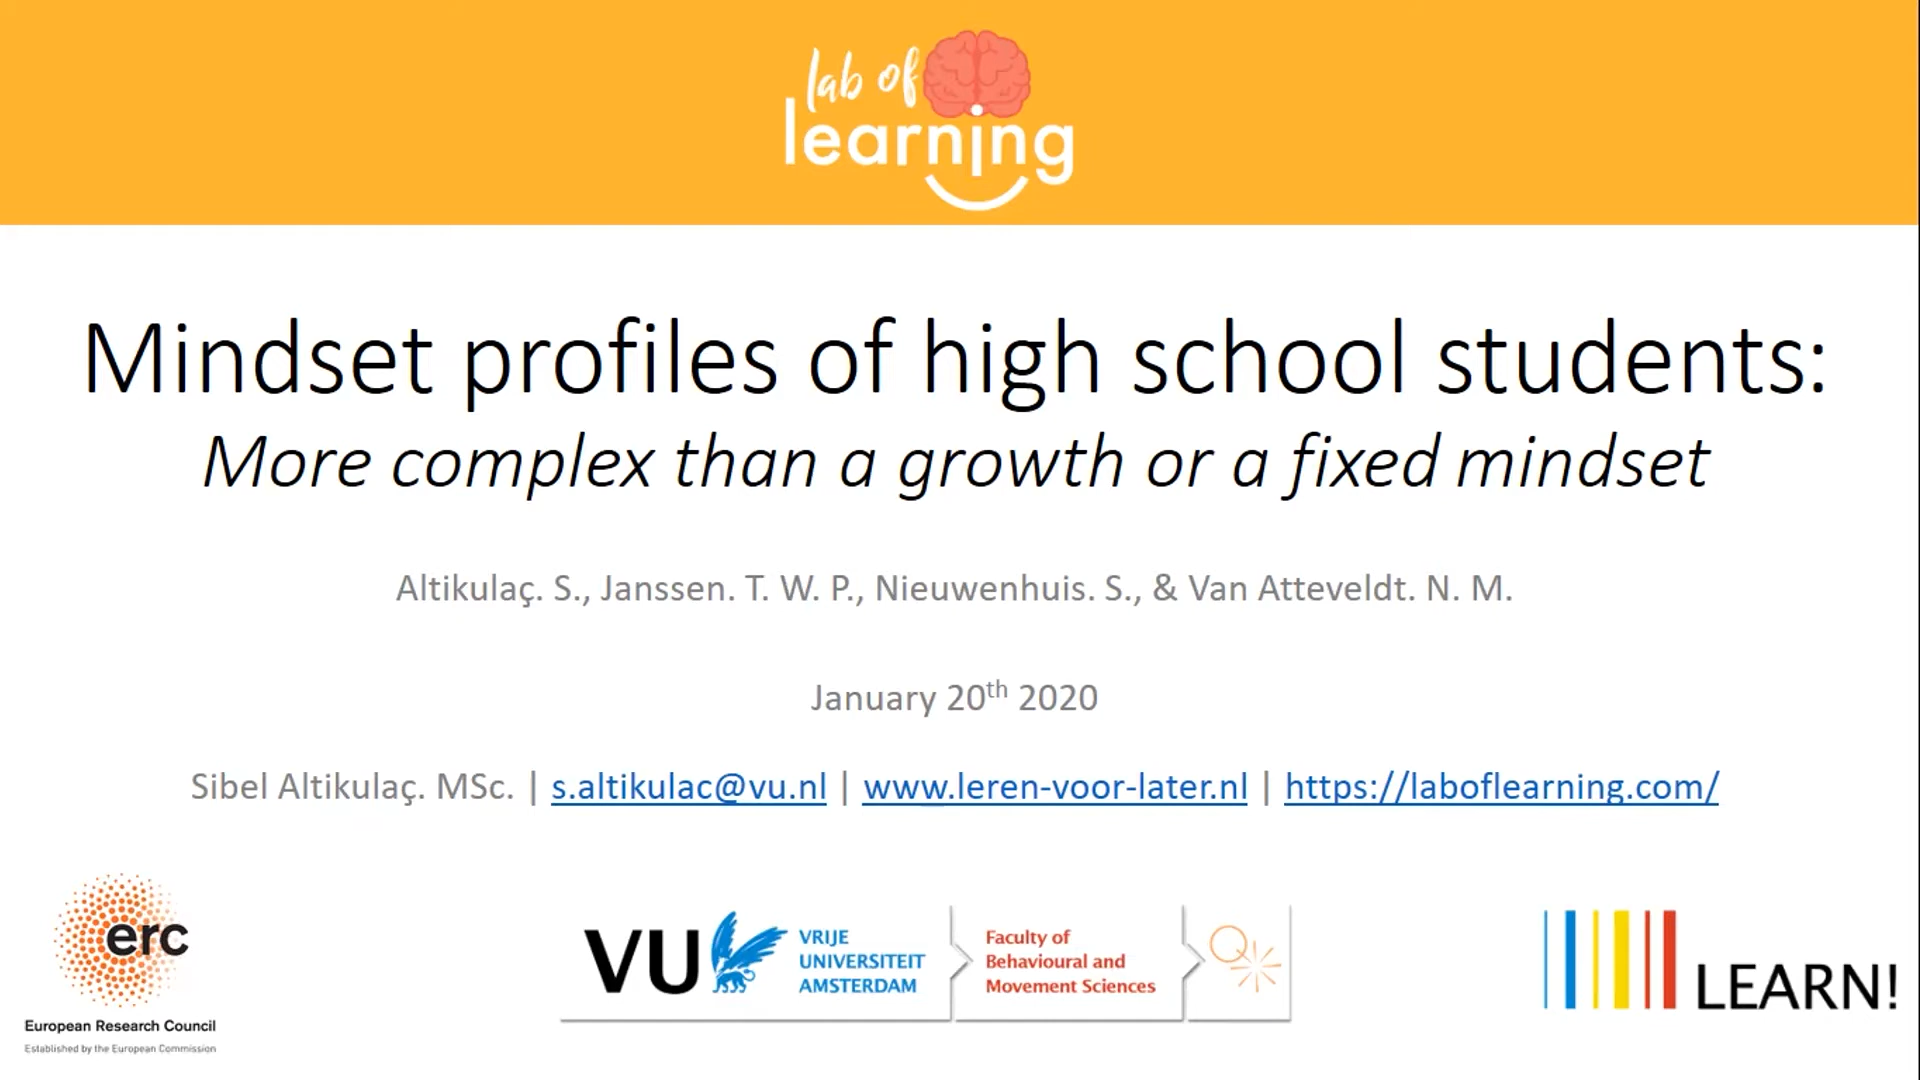 lab of
learning
Mindset profiles of high school students:
More complex than a growth or a fixed mindset
Altikulaç. S., Janssen. T. W. P., Nieuwenhuis. S., & Van Atteveldt. N. M.
January 20th 2020
Sibel Altikulaç. MSc. | s.altikulac@vu.nl | www.leren-voor-later.nl | https://laboflearning.com/
erc
European Research Council
Established by the European Commission
VU
VRIJE
UNIVERSITEIT
AMSTERDAM
Faculty of
Behavioural and
Movement Sciences
LEARN!